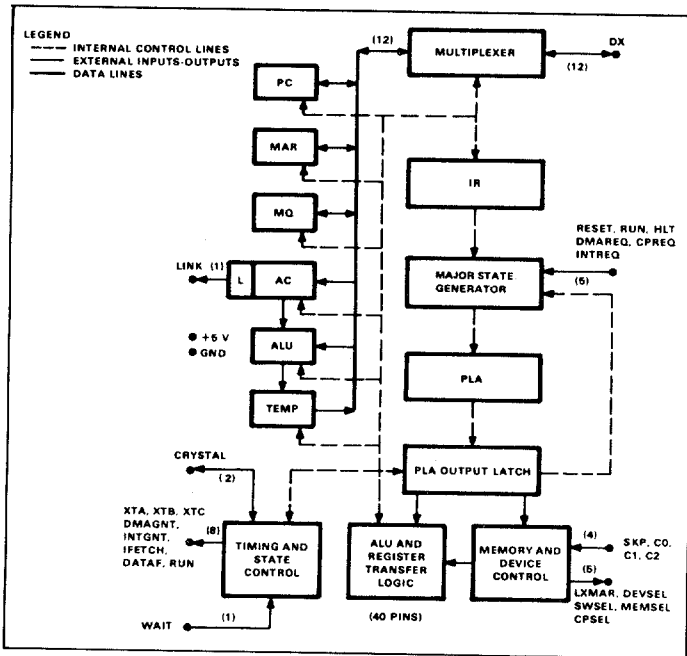 LEGEND
INTERNAL CONTROL LINES
EXTERNAL INPUTS-OUTPUTS
DATA LINES
(12)
MULTIPLEXER
DX
(12)
PC
MAR
IR
MQ
RESET, RUN, HLT
DMAREQ, CPREQ
INTREQ
(5)
LINK (1)
L
AC
MAJOR STATE
GENERATOR
+5 V
GND
ALU
PLA
TEMP
PLA OUTPUT LATCH
CRYSTAL
(2)
XTA, XTB, XTC
DMAGNT,
INTGNT,
IFETCH,
DATAF, RUN
(8)
TIMING AND
STATE
CONTROL
ALU AND
REGISTER
TRANSFER
LOGIC
MEMORY AND
DEVICE
CONTROL
(4)
SKP, C0,
C1, C2
(5)
LXMAR, DEVSEL
SWSEL, MEMSEL
CPSEL
WAIT
(1)
(40 PINS)